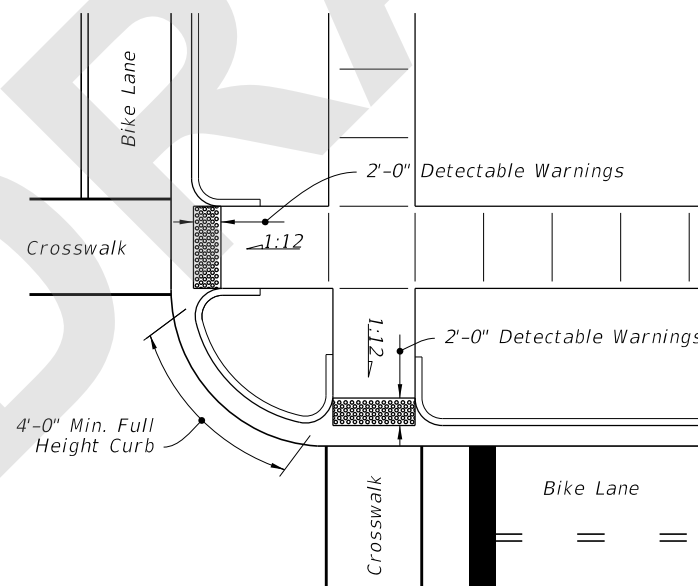 DRA
Bike Lane
2'-0" Detectable Warnings
Crosswalk
1:12
1:12
2'-0" Detectable Warnings
4'-0" Min. Full
Height Curb
Crosswalk
Bike Lane